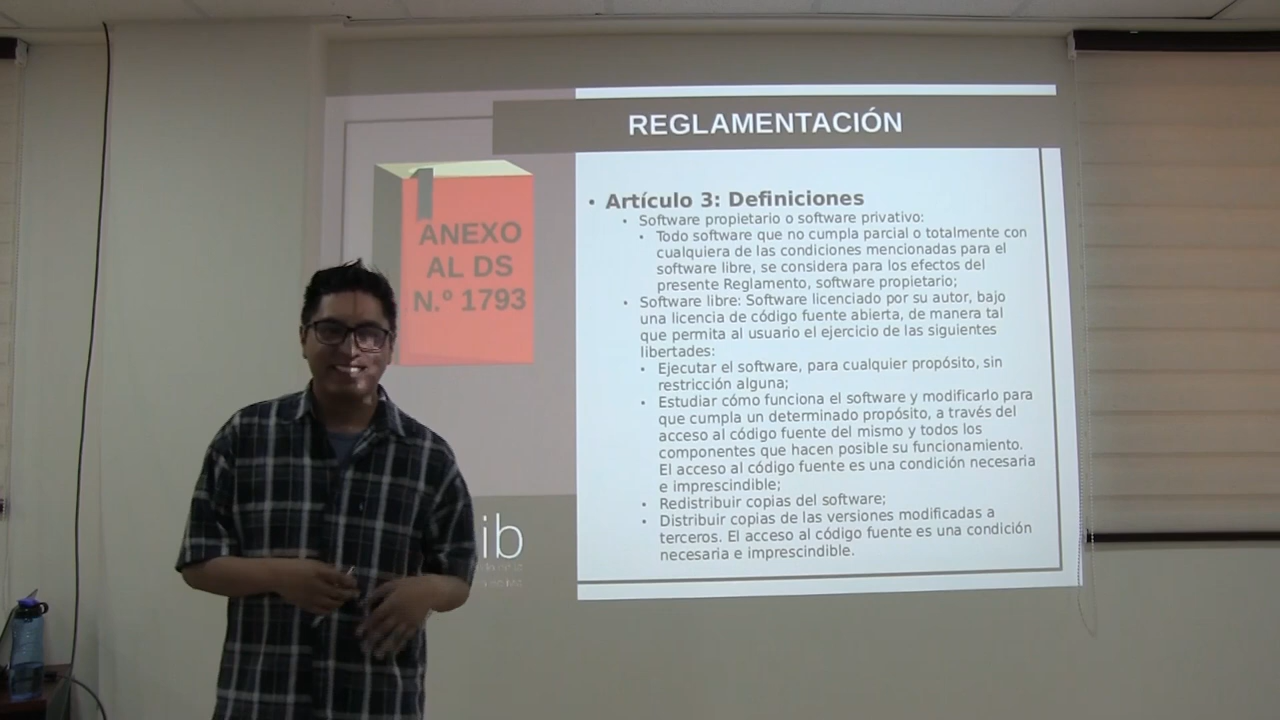 REGLAMENTACIÓN
ANEXO
AL DS
N.º 1793
• Artículo 3: Definiciones
• Software propietario o software privativo:
• Todo software que no cumpla parcial o totalmente con
cualquiera de las condiciones mencionadas para el
software libre, se considera para los efectos del
presente Reglamento, software propietario;
• Software libre: Software licenciado por su autor, bajo
una licencia de código fuente abierta, de manera tal
que permita al usuario el ejercicio de las siguientes
libertades:
• Ejecutar el software, para cualquier propósito, sin
restricción alguna;
• Estudiar cómo funciona el software y modificarlo para
que cumpla un determinado propósito, a través del
acceso al código fuente del mismo y todos los
componentes que hacen posible su funcionamiento.
El acceso al código fuente es una condición necesaria
e imprescindible;
• Redistribuir copias del software;
• Distribuir copias de las versiones modificadas a
terceros. El acceso al código fuente es una condición
necesaria e imprescindible.
ib